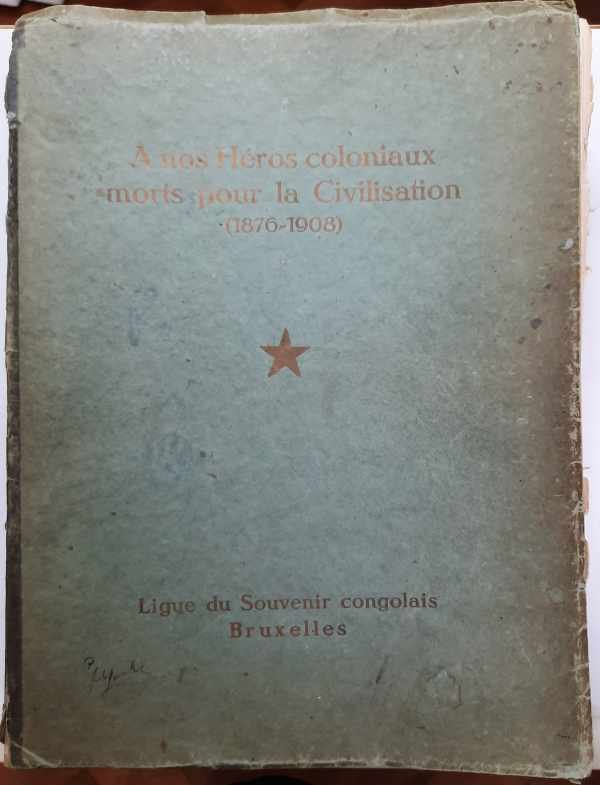 A nos Héros coloniaux
morts pour la Civilisation
(1876-1908)
Ligue du Souvenir congolais
Bruxelles